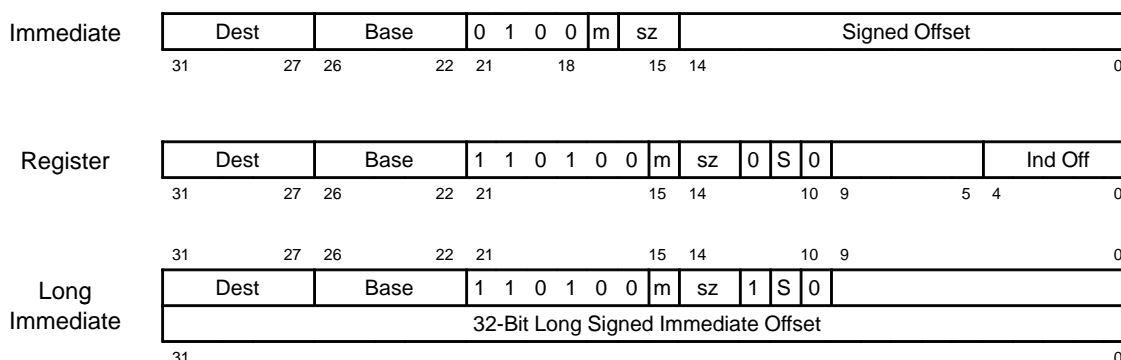 Immediate Dest Base 0 1 0 0 m sz Signed Offset
31 27 26 22 21 18 15 14 0
Register Dest Base 1 1 0 1 0 0 m sz 0 S 0 Ind Off
31 27 26 22 21 15 14 10 9 5 4 0
31 27 26 22 21 15 14 10 9 0
Long Immediate Dest Base 1 1 0 1 0 0 m sz 1 S 0
32-Bit Long Signed Immediate Offset
31 0